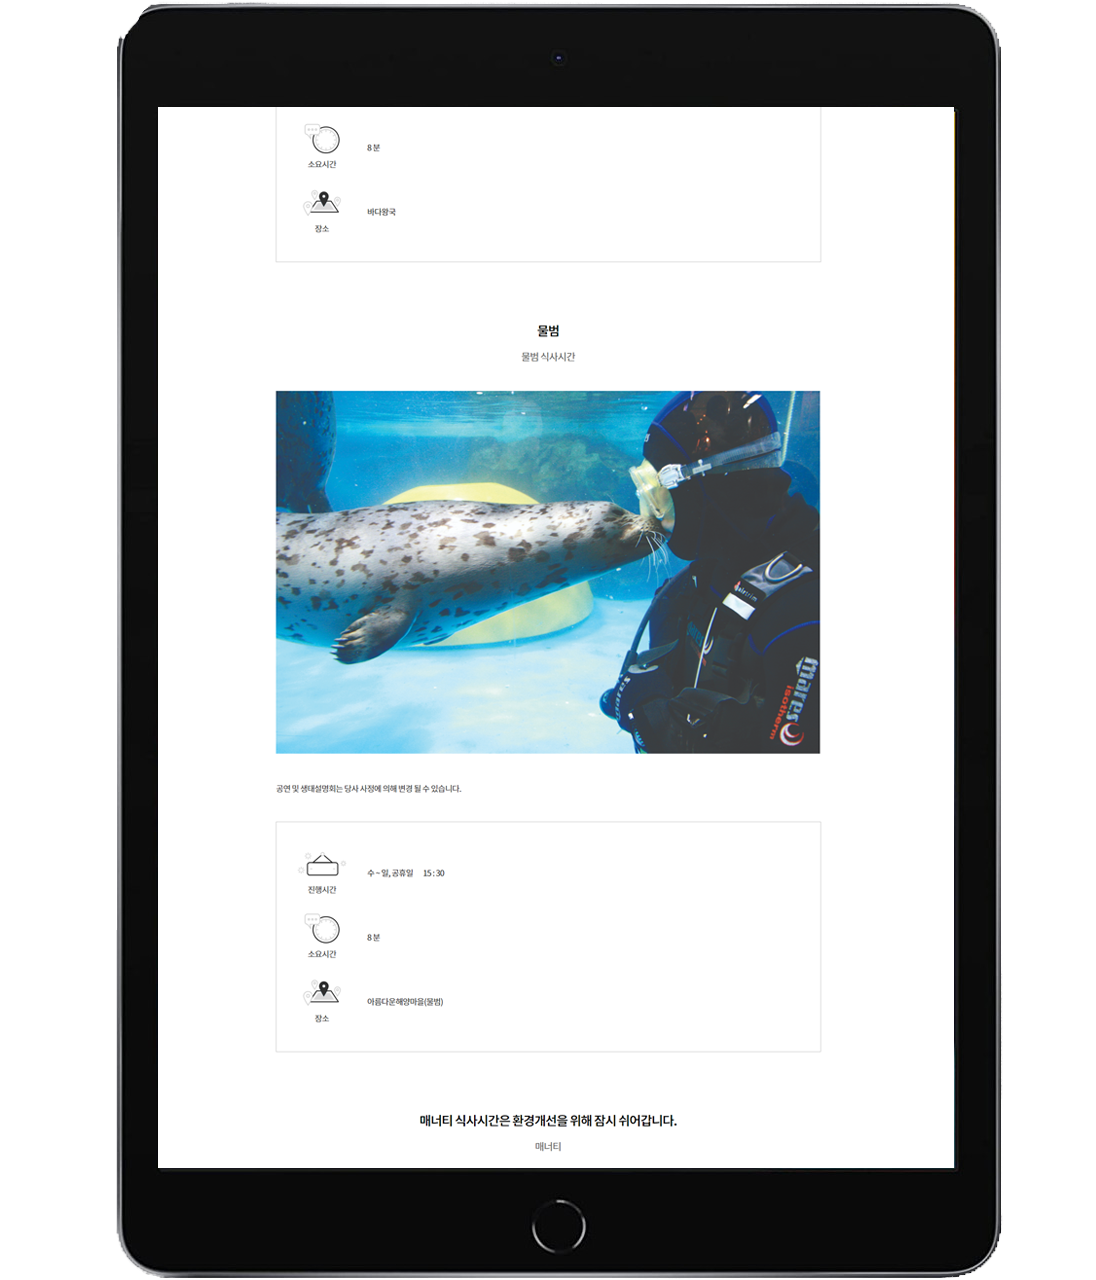 8 분
소요시간
바다왕국
장소
물범
물범 식사시간
mares
isotherm
mares
공연 및 생태설명회는 당사 사정에 의해 변경 될 수 있습니다.
수 ~ 일, 공휴일 15 : 30
진행시간
8 분
소요시간
아름다운해양마을(물범)
장소
매너티 식사시간은 환경개선을 위해 잠시 쉬어갑니다.
매너티